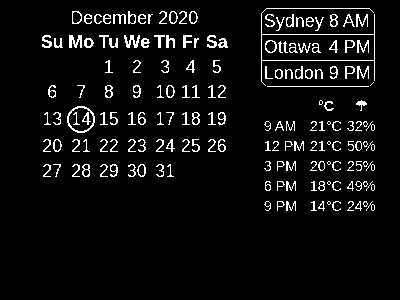 December 2020
Su Mo Tu We Th Fr Sa
1 2 3 4 5
6 7 8 9 10 11 12
13 14 15 16 17 18 19
20 21 22 23 24 25 26
27 28 29 30 31
Sydney 8 AM
Ottawa 4 PM
London 9 PM
°C ☂
9 AM 21°C 32%
12 PM 21°C 50%
3 PM 20°C 25%
6 PM 18°C 49%
9 PM 14°C 24%